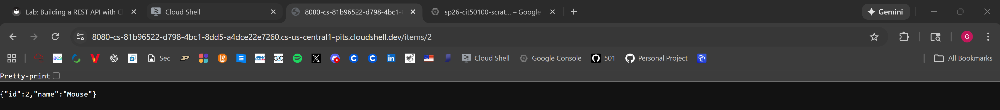 Lab: Building a REST API with Cl
Cloud Shell
8080-cs-81b96522-d798-4bc1-8
sp26-cit50100-scrat... – Google
Gemini
8080-cs-81b96522-d798-4bc1-8dd5-a4dce22e7260.cs-us-central1-pits.cloudshell.dev/items/2
G
aes
Sec
Cloud Shell
Google Console
501
Personal Project
All Bookmarks
Pretty-print
{"id":2,"name":"Mouse"}